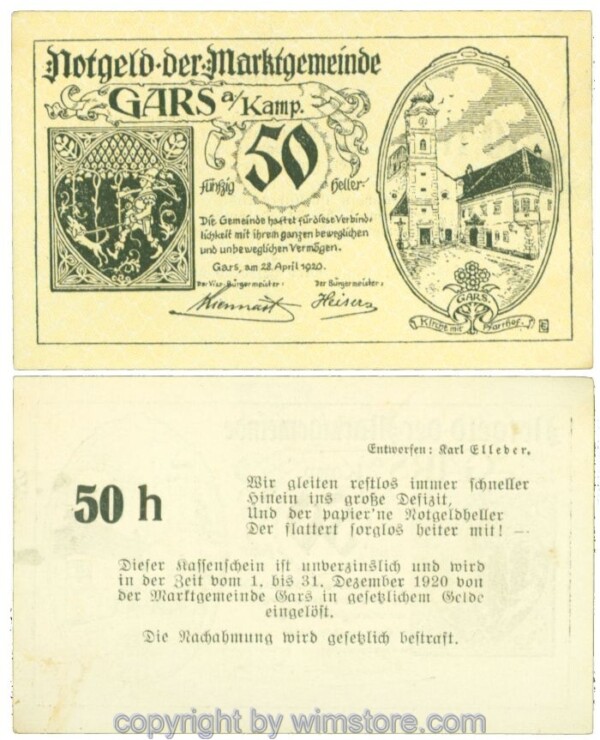 Notgeld der Marktgemeinde
GARS a/Kamp.
50
fünfzig Heller
Die Gemeinde haftet für diese Verbind-
lichkeit mit ihrem ganzen beweglichen
und unbeweglichen Vermögen.
Gars, am 28. April 1920.
Der Vize-Bürgermeister: Der Bürgermeister:
Kiennast Heiser
GARS
Kirche mit Pfarrhof.
Entworfen: Karl Elleder.
50 h
Wir gleiten restlos immer schneller
Hinein ins große Defizit,
Und der papier'ne Notgeldheller
Der flattert sorglos heiter mit! —
Dieser Kassenschein ist unverzinslich und wird
in der Zeit vom 1. bis 31. Dezember 1920 von
der Marktgemeinde Gars in gesetzlichem Gelde
eingelöst.
Die Nachahmung wird gesetzlich bestraft.
copyright by wimstore.com